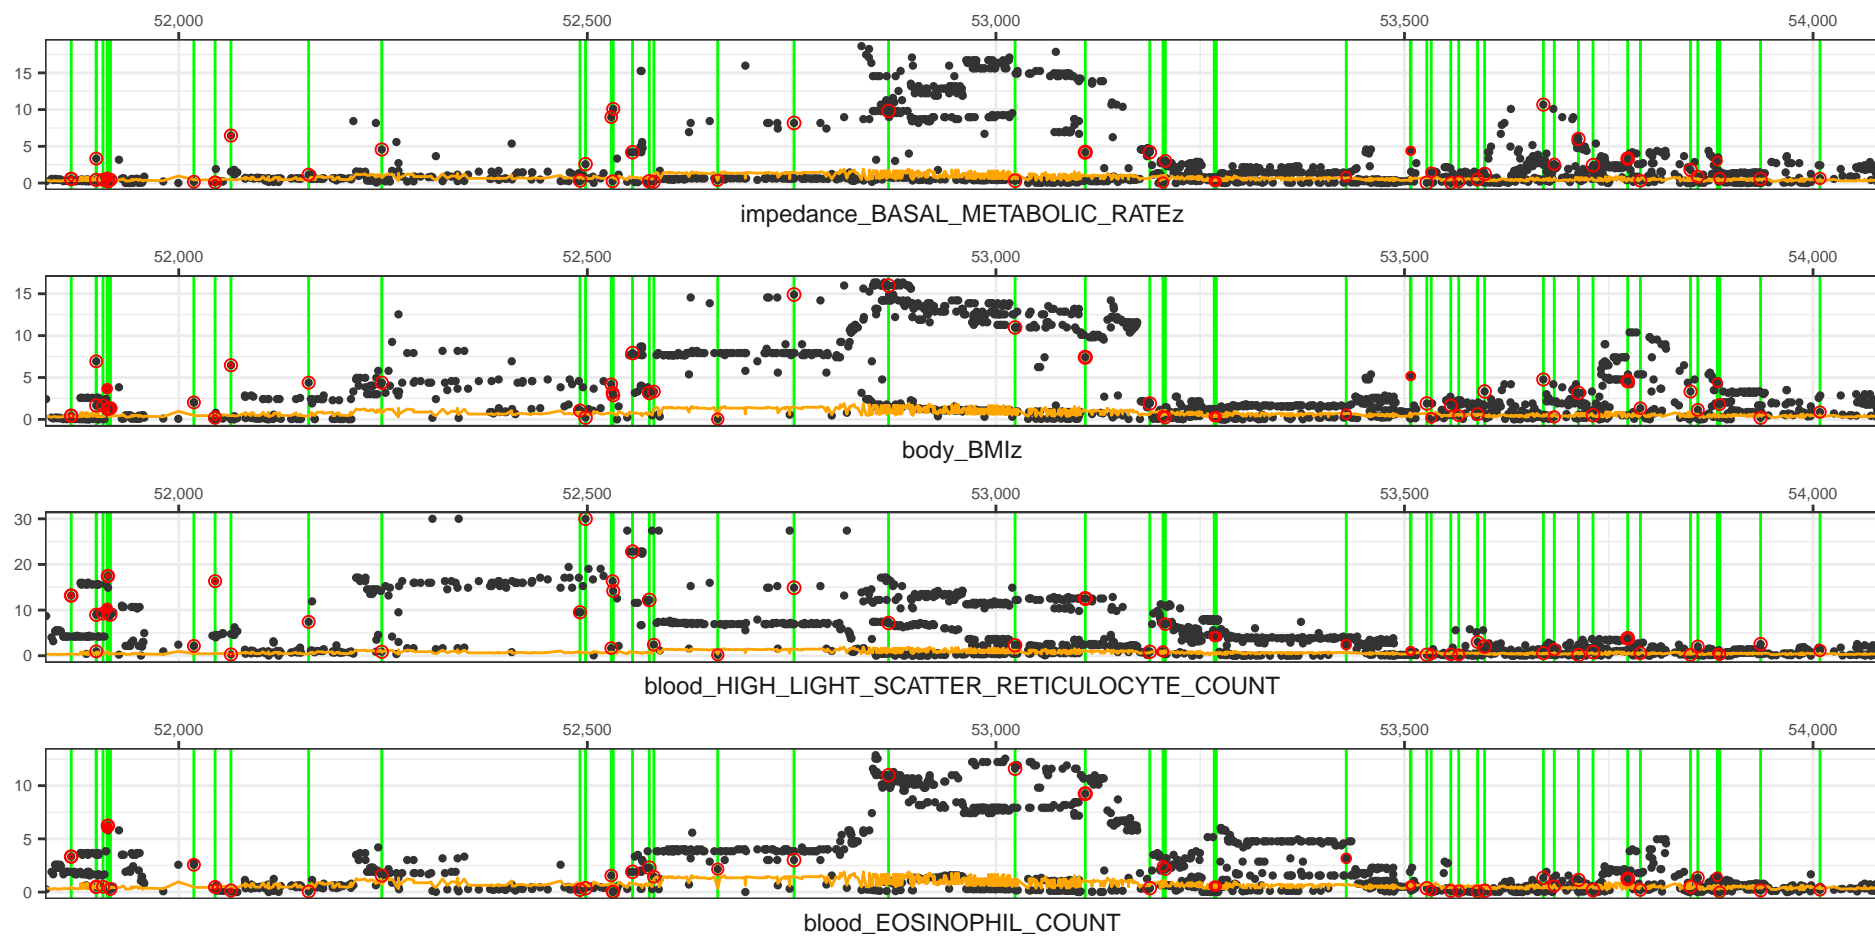 52,000 52,500 53,000 53,500 54,000
15
10
5
0
impedance_BASAL_METABOLIC_RATEz
52,000 52,500 53,000 53,500 54,000
15
10
5
0
body_BMIz
52,000 52,500 53,000 53,500 54,000
30
20
10
0
blood_HIGH_LIGHT_SCATTER_RETICULOCYTE_COUNT
52,000 52,500 53,000 53,500 54,000
10
5
0
blood_EOSINOPHIL_COUNT